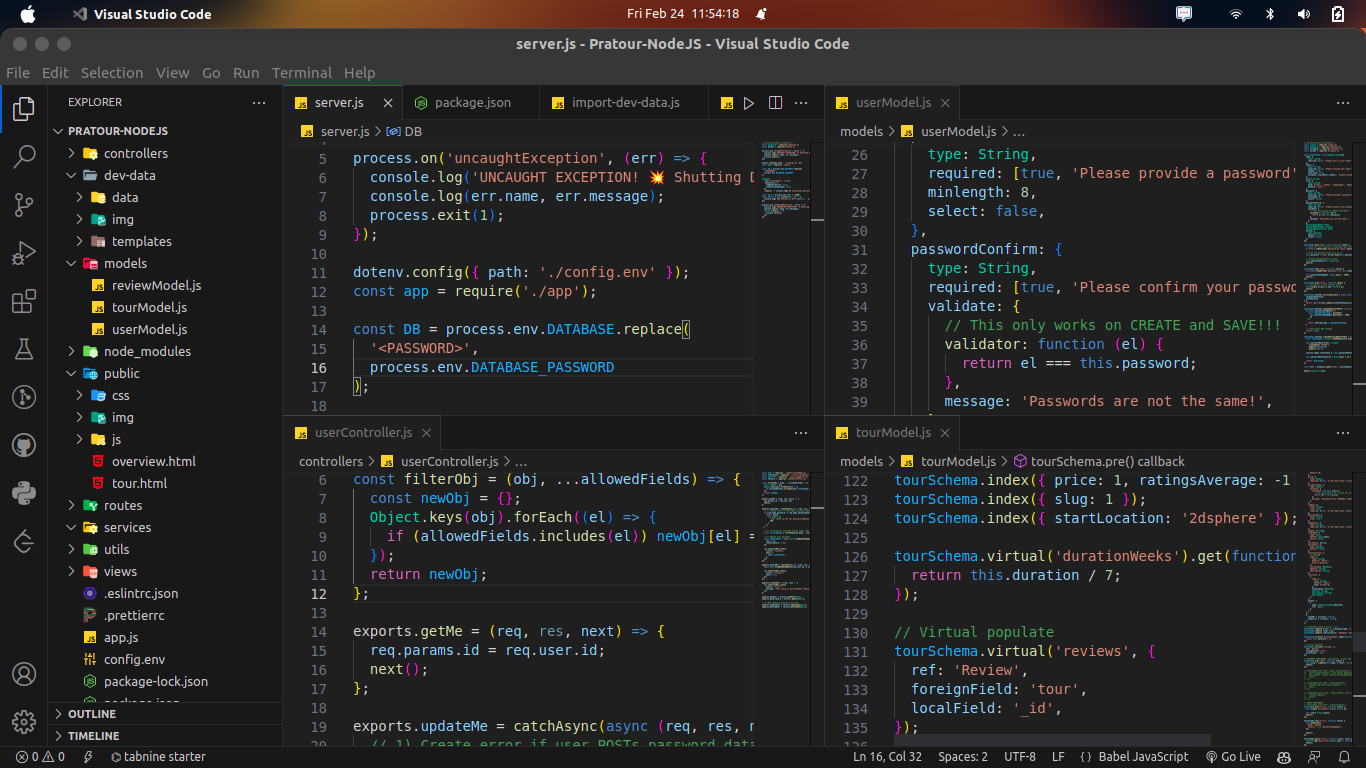 Visual Studio Code
Fri Feb 24 11:54:18
server.js - Pratour-NodeJS - Visual Studio Code
File Edit Selection View Go Run Terminal Help
EXPLORER
PRATOUR-NODEJS
controllers
dev-data
data
img
templates
models
reviewModel.js
tourModel.js
userModel.js
node_modules
public
css
img
js
overview.html
tour.html
routes
services
utils
views
.eslintrc.json
.prettierrc
app.js
config.env
package-lock.json
OUTLINE
TIMELINE
server.js package.json import-dev-data.js
server.js > DB
5 process.on('uncaughtException', (err) => {
6 console.log('UNCAUGHT EXCEPTION! 💥 Shutting D
7 console.log(err.name, err.message);
8 process.exit(1);
9 });
10
11 dotenv.config({ path: './config.env' });
12 const app = require('./app');
13
14 const DB = process.env.DATABASE.replace(
15 '<PASSWORD>',
16 process.env.DATABASE_PASSWORD
17 );
18
userModel.js
models > userModel.js > ...
26 type: String,
27 required: [true, 'Please provide a password'
28 minlength: 8,
29 select: false,
30 },
31 passwordConfirm: {
32 type: String,
33 required: [true, 'Please confirm your passwo
34 validate: {
35 // This only works on CREATE and SAVE!!!
36 validator: function (el) {
37 return el === this.password;
38 },
39 message: 'Passwords are not the same!',
userController.js
controllers > userController.js > ...
6 const filterObj = (obj, ...allowedFields) => {
7 const newObj = {};
8 Object.keys(obj).forEach((el) => {
9 if (allowedFields.includes(el)) newObj[el] =
10 });
11 return newObj;
12 };
13
14 exports.getMe = (req, res, next) => {
15 req.params.id = req.user.id;
16 next();
17 };
18
19 exports.updateMe = catchAsync(async (req, res, n
20 // 1) Create error if user POSTs password data
tourModel.js
models > tourModel.js > tourSchema.pre() callback
122 tourSchema.index({ price: 1, ratingsAverage: -1
123 tourSchema.index({ slug: 1 });
124 tourSchema.index({ startLocation: '2dsphere' });
125
126 tourSchema.virtual('durationWeeks').get(function
127 return this.duration / 7;
128 });
129
130 // Virtual populate
131 tourSchema.virtual('reviews', {
132 ref: 'Review',
133 foreignField: 'tour',
134 localField: '_id',
135 });
0 0 tabnine starter
Ln 16, Col 32 Spaces: 2 UTF-8 LF { } Babel JavaScript Go Live